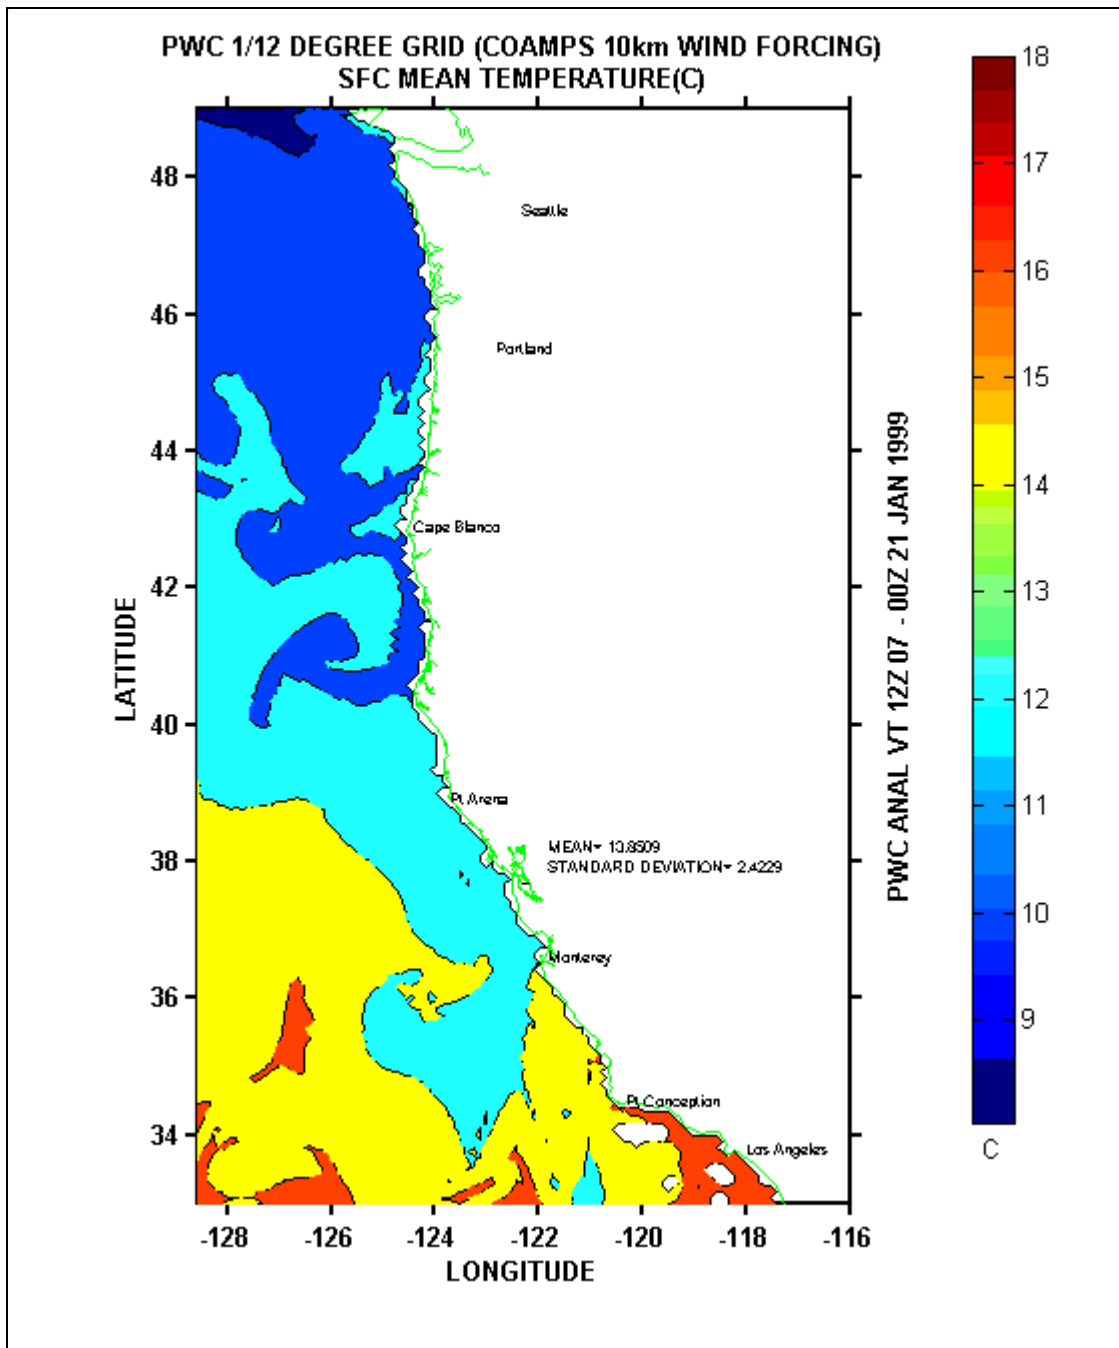 PWC 1/12 DEGREE GRID (COAMPS 10km WIND FORCING)
SFC MEAN TEMPERATURE(C)
18
17
16
15
14
13
12
11
10
9
C
48
46
44
42
40
38
36
34
LATITUDE
Seattle
Portland
Cape Blanco
Pt. Arena
MEAN= 13.8509
STANDARD DEVIATION= 2.4229
Monterey
Pt. Conception
Los Angeles
PWC ANAL VT 12Z 07 - 00Z 21 JAN 1999
-128
-126
-124
-122
-120
-118
-116
LONGITUDE